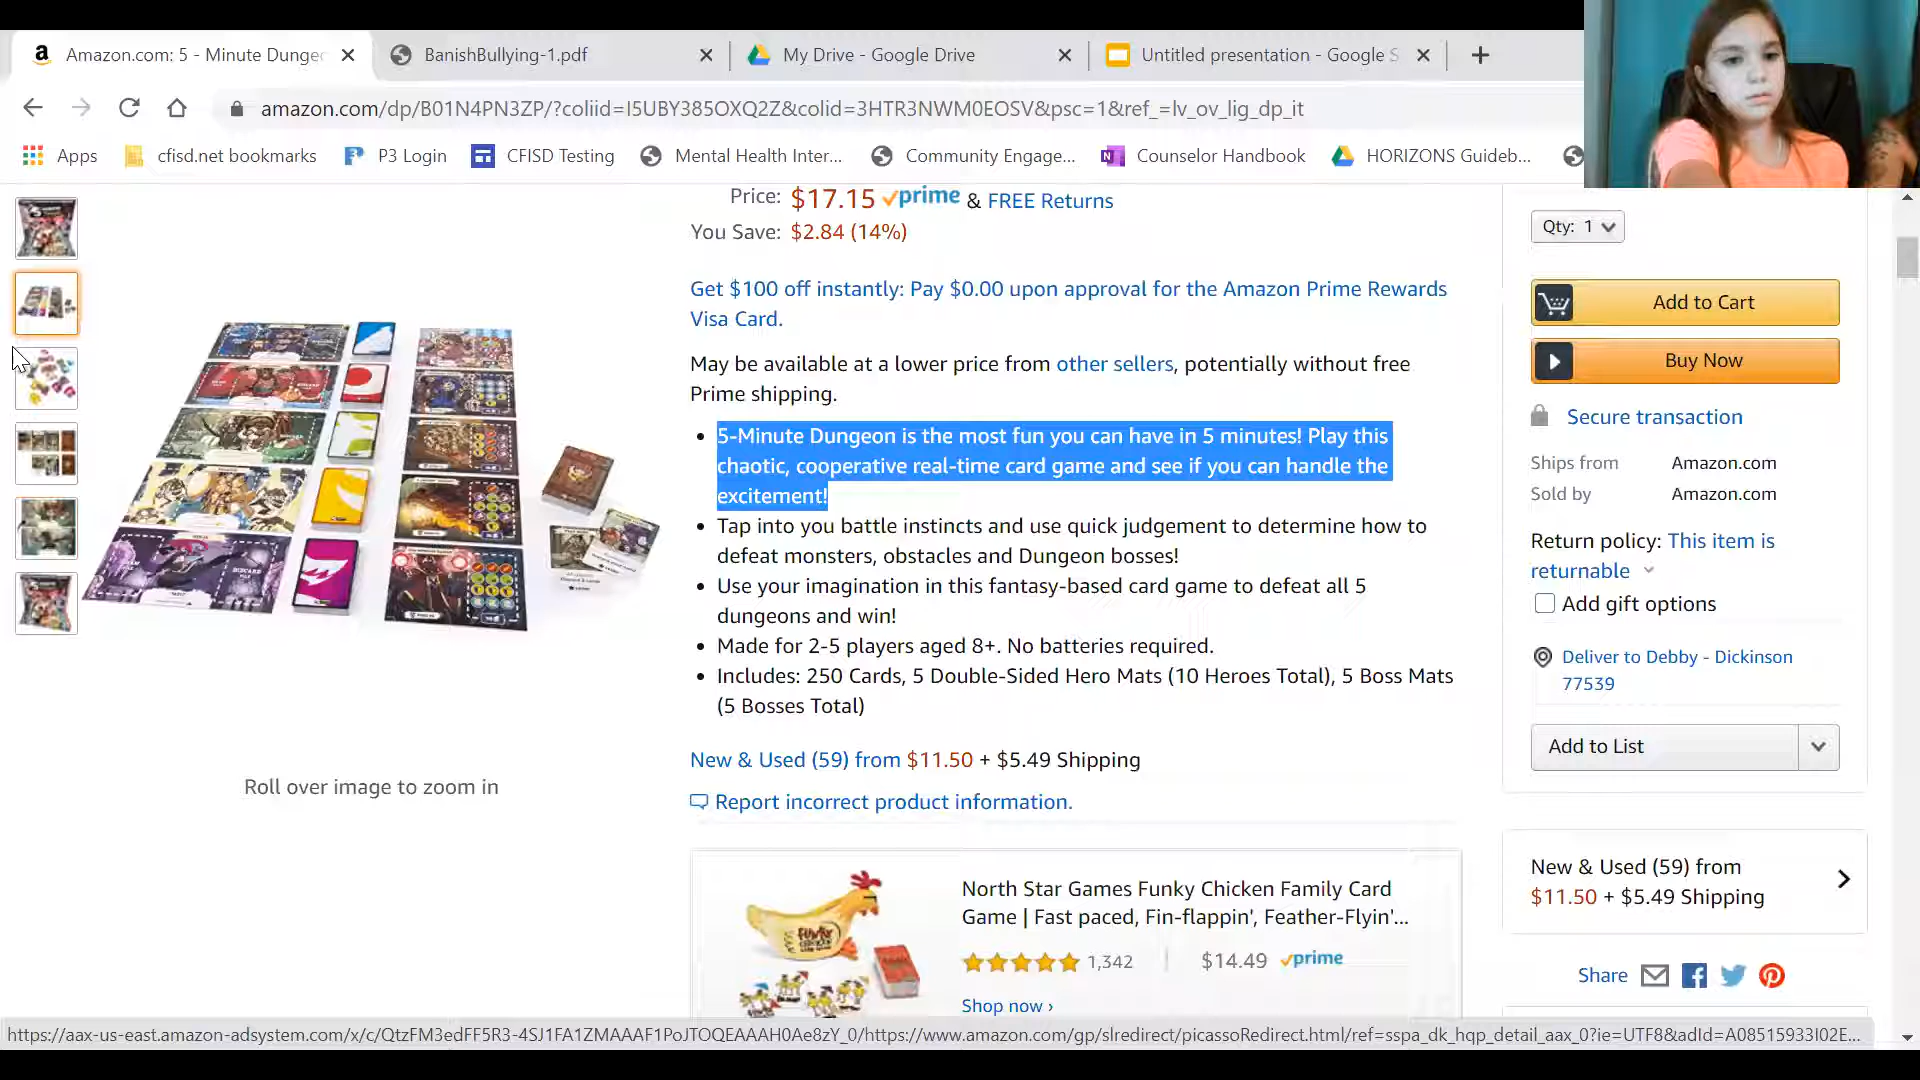 Amazon.com: 5 - Minute Dunge
BanishBullying-1.pdf
My Drive - Google Drive
Untitled presentation - Google S
amazon.com/dp/B01N4PN3ZP/?coliid=I5UBY385OXQ2Z&colid=3HTR3NWM0EOSV&psc=1&ref_=lv_ov_lig_dp_it
Apps
cfisd.net bookmarks
P3 Login
CFISD Testing
Mental Health Inter...
Community Engage...
Counselor Handbook
HORIZONS Guideb...
Price: $17.15 prime & FREE Returns
You Save: $2.84 (14%)
Get $100 off instantly: Pay $0.00 upon approval for the Amazon Prime Rewards
Visa Card.
May be available at a lower price from other sellers, potentially without free
Prime shipping.
5-Minute Dungeon is the most fun you can have in 5 minutes! Play this
chaotic, cooperative real-time card game and see if you can handle the
excitement!
Tap into you battle instincts and use quick judgement to determine how to
defeat monsters, obstacles and Dungeon bosses!
Use your imagination in this fantasy-based card game to defeat all 5
dungeons and win!
Made for 2-5 players aged 8+. No batteries required.
Includes: 250 Cards, 5 Double-Sided Hero Mats (10 Heroes Total), 5 Boss Mats
(5 Bosses Total)
New & Used (59) from $11.50 + $5.49 Shipping
Report incorrect product information.
Roll over image to zoom in
North Star Games Funky Chicken Family Card
Game | Fast paced, Fin-flappin', Feather-Flyin'...
1,342
$14.49 prime
Shop now ›
Qty: 1
Add to Cart
Buy Now
Secure transaction
Ships from Amazon.com
Sold by Amazon.com
Return policy: This item is
returnable
Add gift options
Deliver to Debby - Dickinson
77539
Add to List
New & Used (59) from
$11.50 + $5.49 Shipping
Share
https://aax-us-east.amazon-adsystem.com/x/c/QtzFM3edFF5R3-4SJ1FA1ZMAAAF1PoJTOQEAAAH0Ae8zY_0/https://www.amazon.com/gp/slredirect/picassoRedirect.html/ref=sspa_dk_hqp_detail_aax_0?ie=UTF8&adId=A08515933I02E...